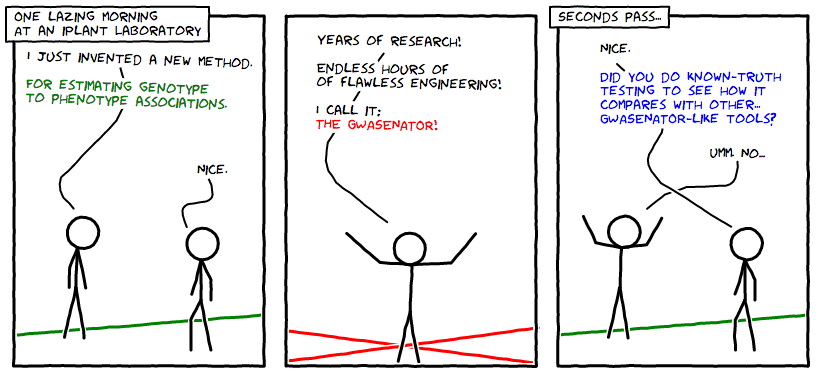 ONE LAZING MORNING
AT AN IPLANT LABORATORY
I JUST INVENTED A NEW METHOD.
FOR ESTIMATING GENOTYPE
TO PHENOTYPE ASSOCIATIONS.
NICE.
YEARS OF RESEARCH!
ENDLESS HOURS OF
OF FLAWLESS ENGINEERING!
I CALL IT:
THE GWASENATOR!
SECONDS PASS...
NICE.
DID YOU DO KNOWN-TRUTH
TESTING TO SEE HOW IT
COMPARES WITH OTHER...
GWASENATOR-LIKE TOOLS?
UMM. NO...